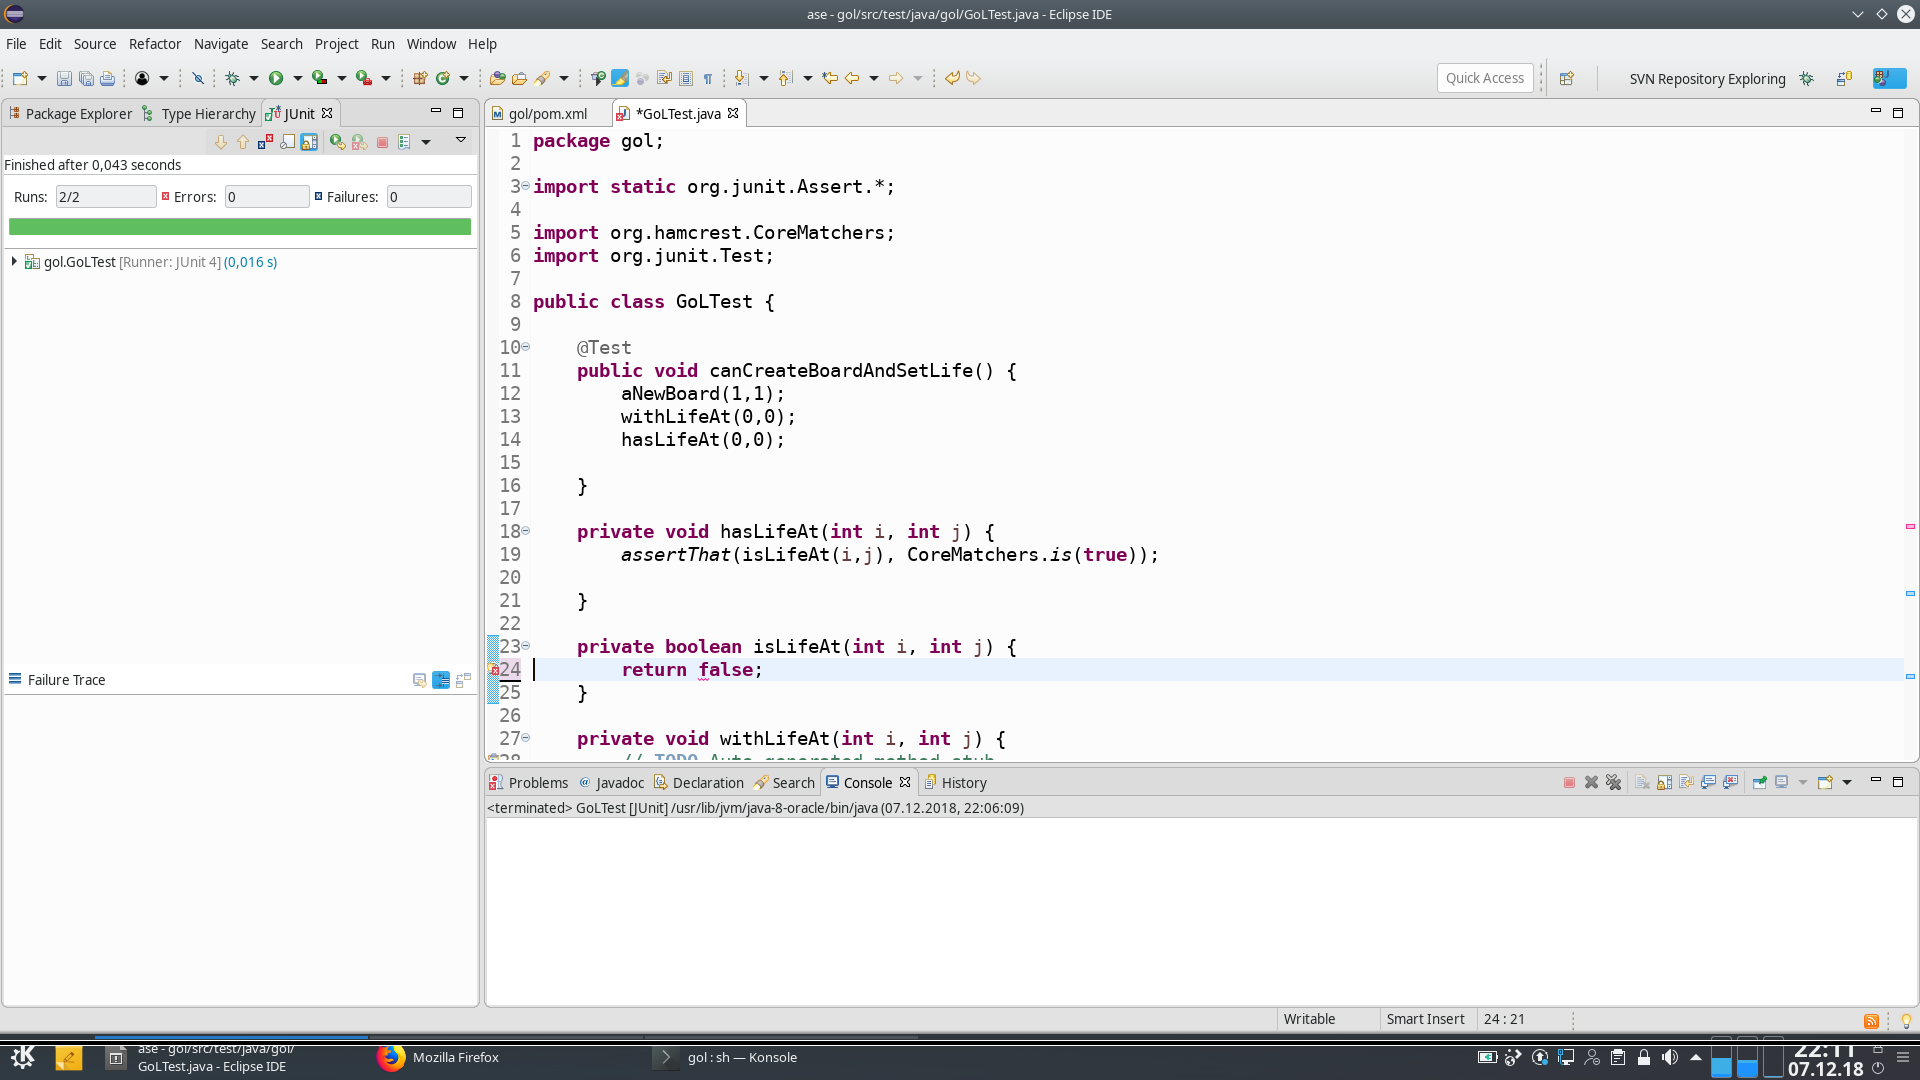 ase - gol/src/test/java/gol/GoLTest.java - Eclipse IDE
File Edit Source Refactor Navigate Search Project Run Window Help
Quick Access
SVN Repository Exploring
Package Explorer Type Hierarchy JUnit
gol/pom.xml *GoLTest.java
Finished after 0,043 seconds
Runs: 2/2 Errors: 0 Failures: 0
gol.GoLTest [Runner: JUnit 4] (0,016 s)
Failure Trace
1 package gol;
2
3 import static org.junit.Assert.*;
4
5 import org.hamcrest.CoreMatchers;
6 import org.junit.Test;
7
8 public class GoLTest {
9
10 @Test
11 public void canCreateBoardAndSetLife() {
12 aNewBoard(1,1);
13 withLifeAt(0,0);
14 hasLifeAt(0,0);
15
16 }
17
18 private void hasLifeAt(int i, int j) {
19 assertThat(isLifeAt(i,j), CoreMatchers.is(true));
20
21 }
22
23 private boolean isLifeAt(int i, int j) {
24 return false;
25 }
26
27 private void withLifeAt(int i, int j) {
28 // TODO Auto-generated method stub
Problems Javadoc Declaration Search Console History
<terminated> GoLTest [JUnit] /usr/lib/jvm/java-8-oracle/bin/java (07.12.2018, 22:06:09)
Writable Smart Insert 24 : 21
ase - gol/src/test/java/gol/
GoLTest.java - Eclipse IDE
Mozilla Firefox
gol : sh — Konsole
22:11
07.12.18